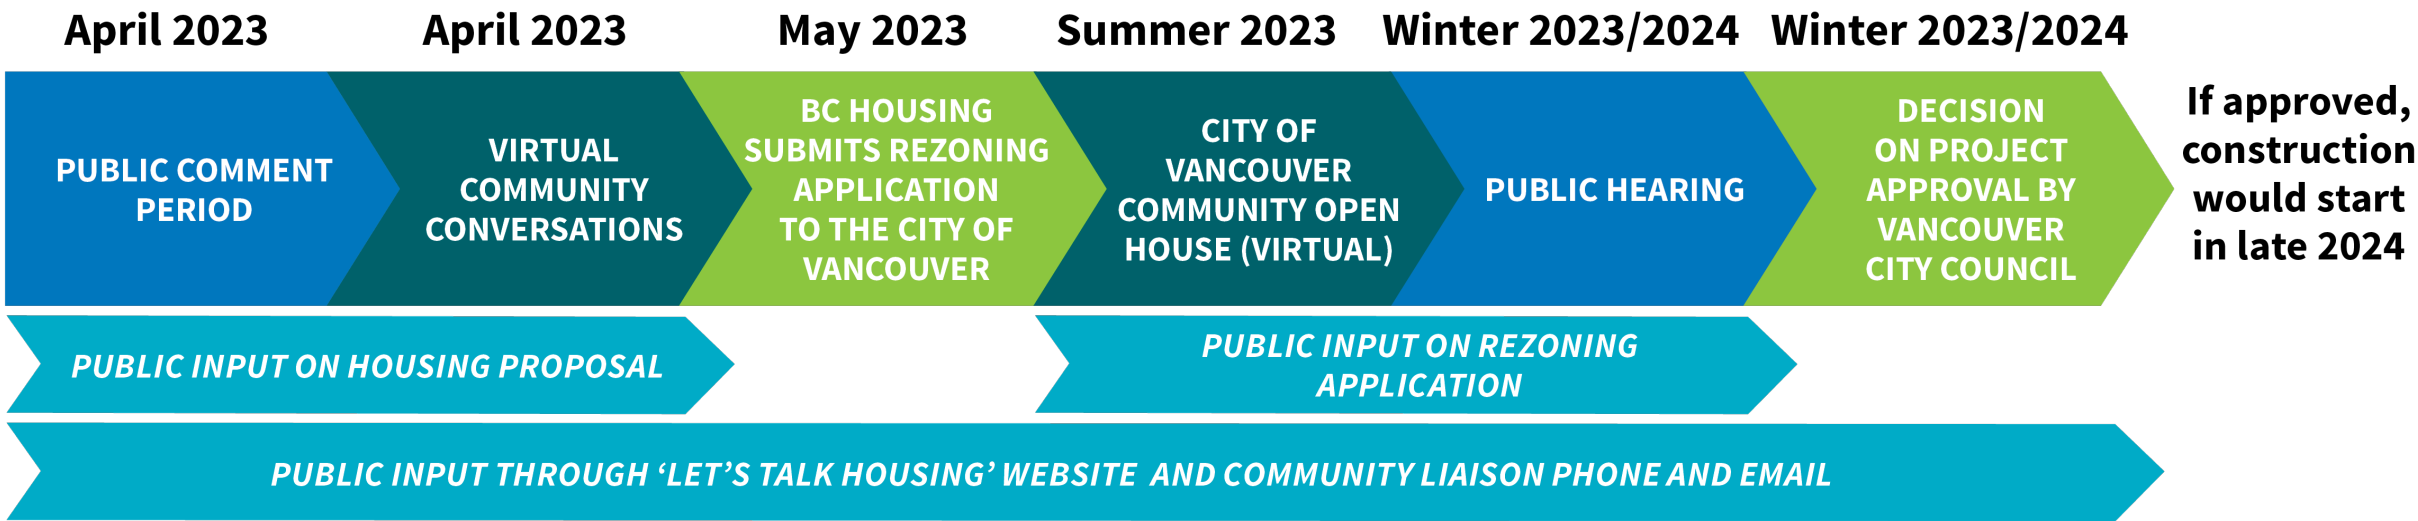 April 2023
April 2023
May 2023
Summer 2023
Winter 2023/2024
Winter 2023/2024
PUBLIC COMMENT
PERIOD
VIRTUAL
COMMUNITY
CONVERSATIONS
BC HOUSING
SUBMITS REZONING
APPLICATION
TO THE CITY OF
VANCOUVER
CITY OF
VANCOUVER
COMMUNITY OPEN
HOUSE (VIRTUAL)
PUBLIC HEARING
DECISION
ON PROJECT
APPROVAL BY
VANCOUVER
CITY COUNCIL
If approved,
construction
would start
in late 2024
PUBLIC INPUT ON HOUSING PROPOSAL
PUBLIC INPUT ON REZONING
APPLICATION
PUBLIC INPUT THROUGH ‘LET’S TALK HOUSING’ WEBSITE AND COMMUNITY LIAISON PHONE AND EMAIL